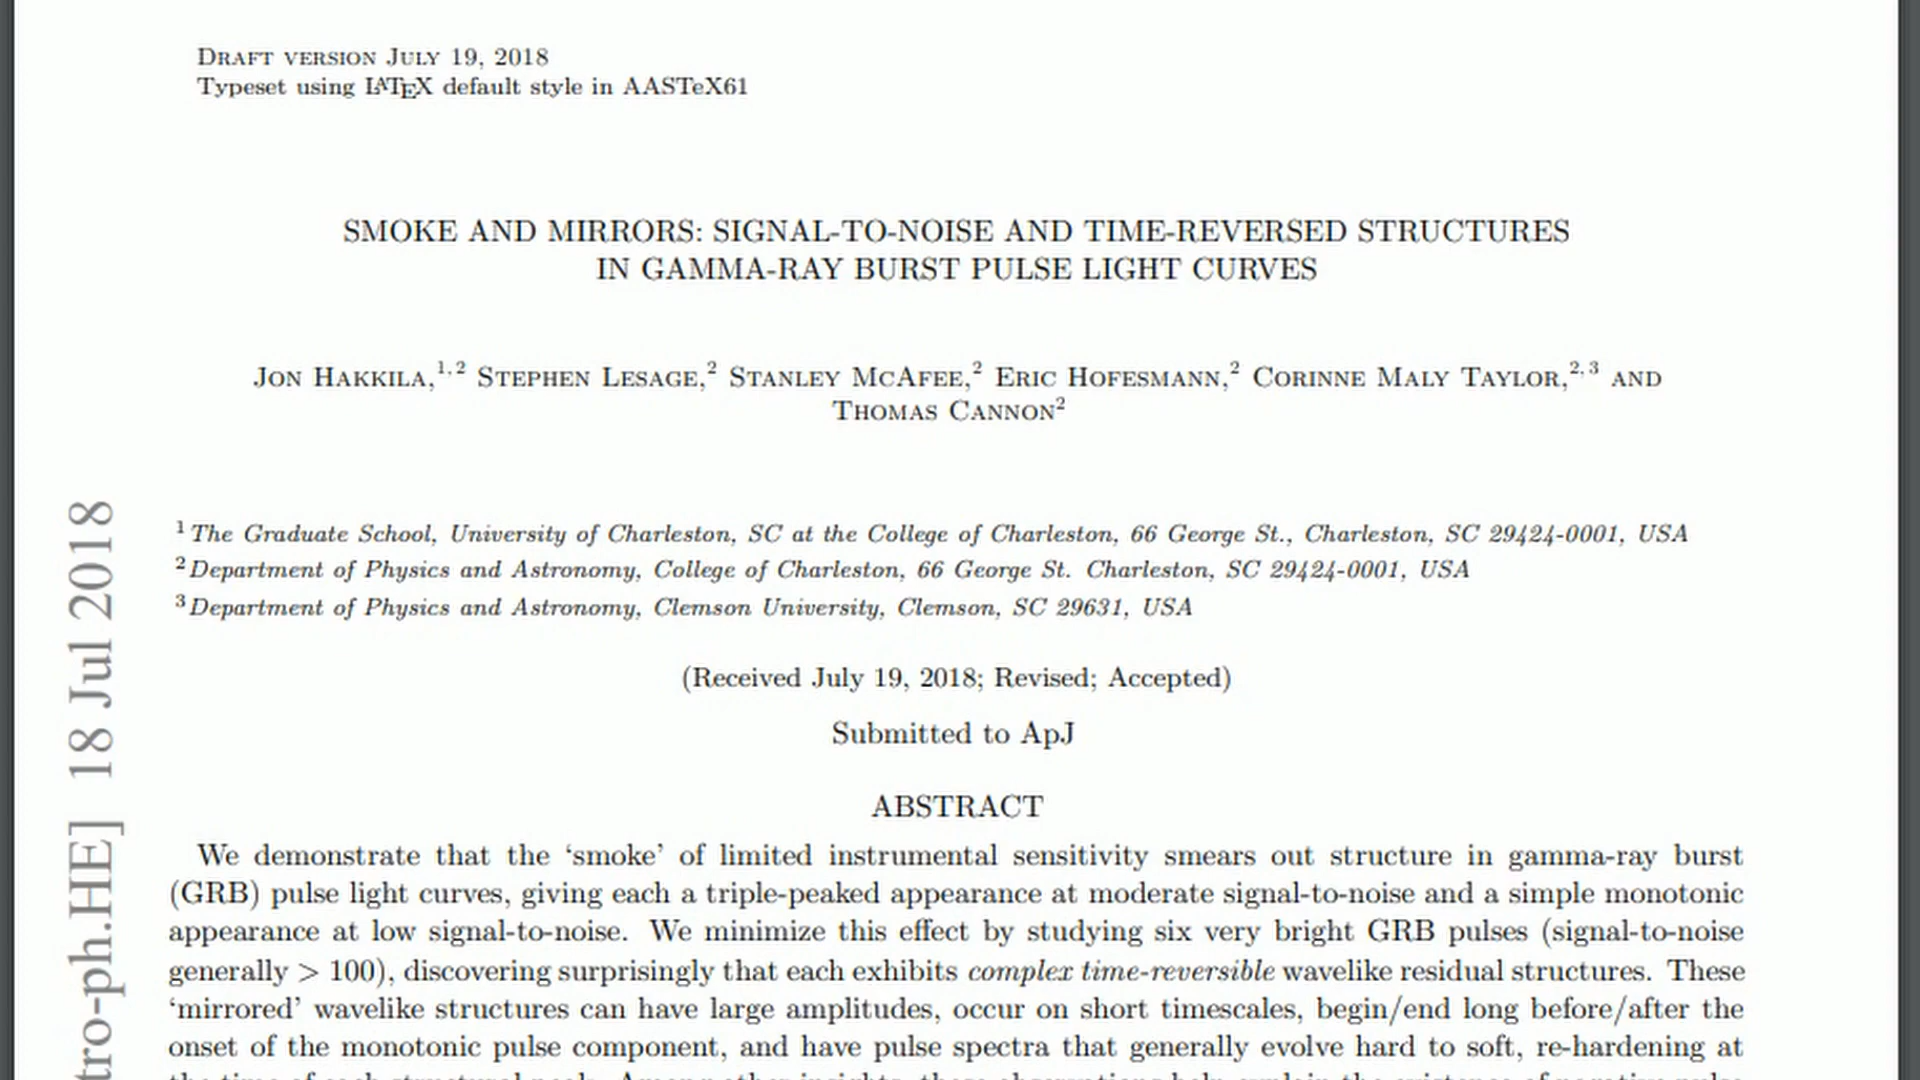 DRAFT VERSION JULY 19, 2018
Typeset using LATEX default style in AASTeX61
SMOKE AND MIRRORS: SIGNAL-TO-NOISE AND TIME-REVERSED STRUCTURES
IN GAMMA-RAY BURST PULSE LIGHT CURVES
JON HAKKILA,1,2 STEPHEN LESAGE,2 STANLEY MCAFEE,2 ERIC HOFESMANN,2 CORINNE MALY TAYLOR,2,3 AND
THOMAS CANNON2
1 The Graduate School, University of Charleston, SC at the College of Charleston, 66 George St., Charleston, SC 29424-0001, USA
2 Department of Physics and Astronomy, College of Charleston, 66 George St. Charleston, SC 29424-0001, USA
3 Department of Physics and Astronomy, Clemson University, Clemson, SC 29631, USA
(Received July 19, 2018; Revised; Accepted)
Submitted to ApJ
ABSTRACT
We demonstrate that the ‘smoke’ of limited instrumental sensitivity smears out structure in gamma-ray burst
(GRB) pulse light curves, giving each a triple-peaked appearance at moderate signal-to-noise and a simple monotonic
appearance at low signal-to-noise. We minimize this effect by studying six very bright GRB pulses (signal-to-noise
generally > 100), discovering surprisingly that each exhibits complex time-reversible wavelike residual structures. These
‘mirrored’ wavelike structures can have large amplitudes, occur on short timescales, begin/end long before/after the
onset of the monotonic pulse component, and have pulse spectra that generally evolve hard to soft, re-hardening at
tro-ph.HE] 18 Jul 2018